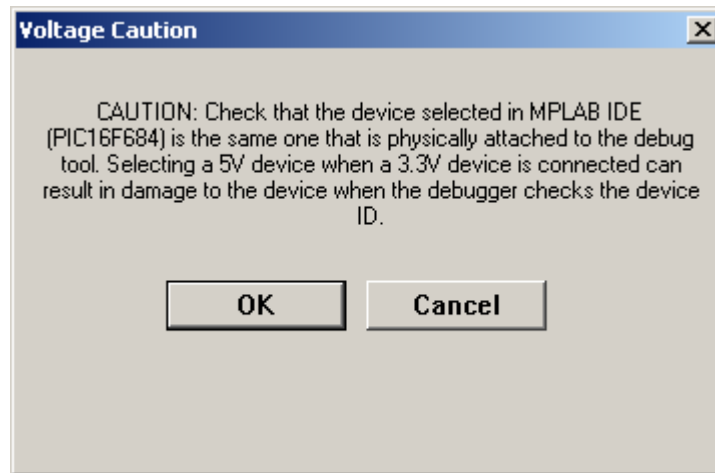 Voltage Caution
CAUTION: Check that the device selected in MPLAB IDE
(PIC16F684) is the same one that is physically attached to the debug
tool. Selecting a 5V device when a 3.3V device is connected can
result in damage to the device when the debugger checks the device
ID.
OK Cancel